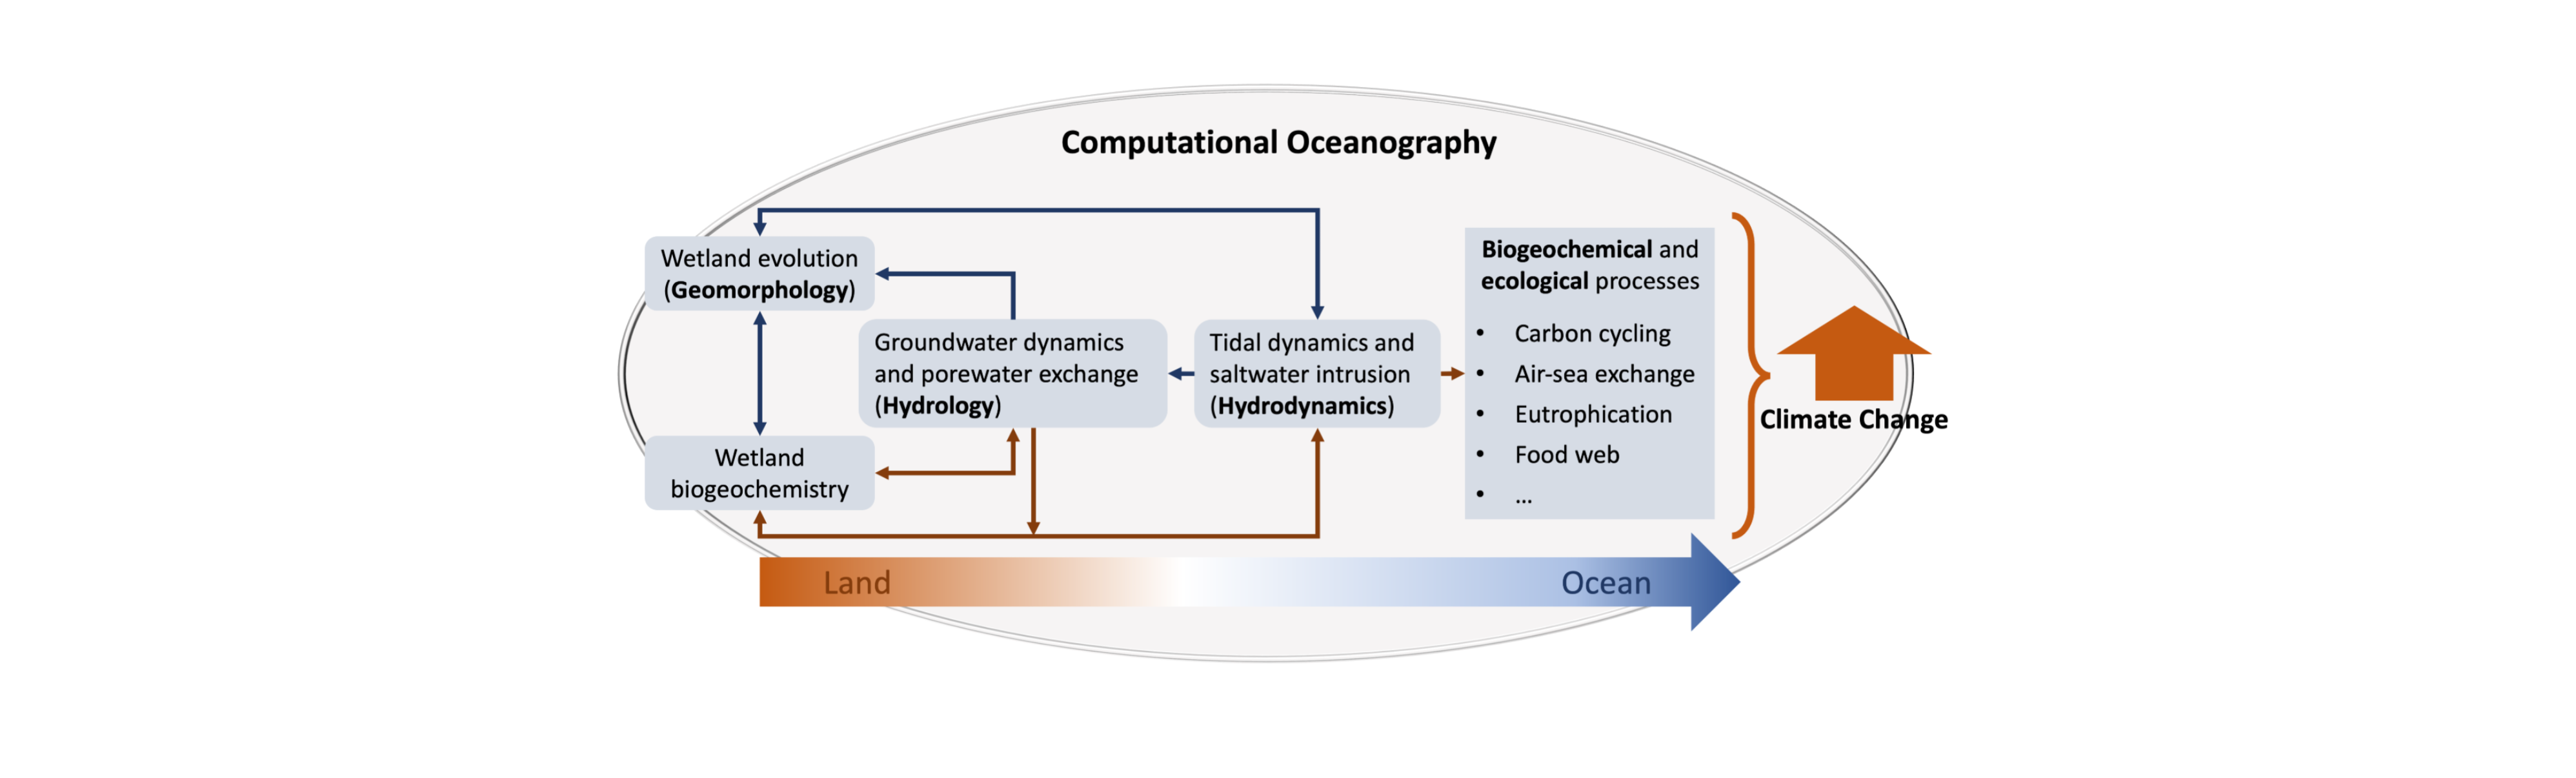 Computational Oceanography
Wetland evolution
(Geomorphology)
Groundwater dynamics
and porewater exchange
(Hydrology)
Tidal dynamics and
saltwater intrusion
(Hydrodynamics)
Wetland
biogeochemistry
Biogeochemical and
ecological processes
• Carbon cycling
• Air-sea exchange
• Eutrophication
• Food web
• ...
Climate Change
Land
Ocean